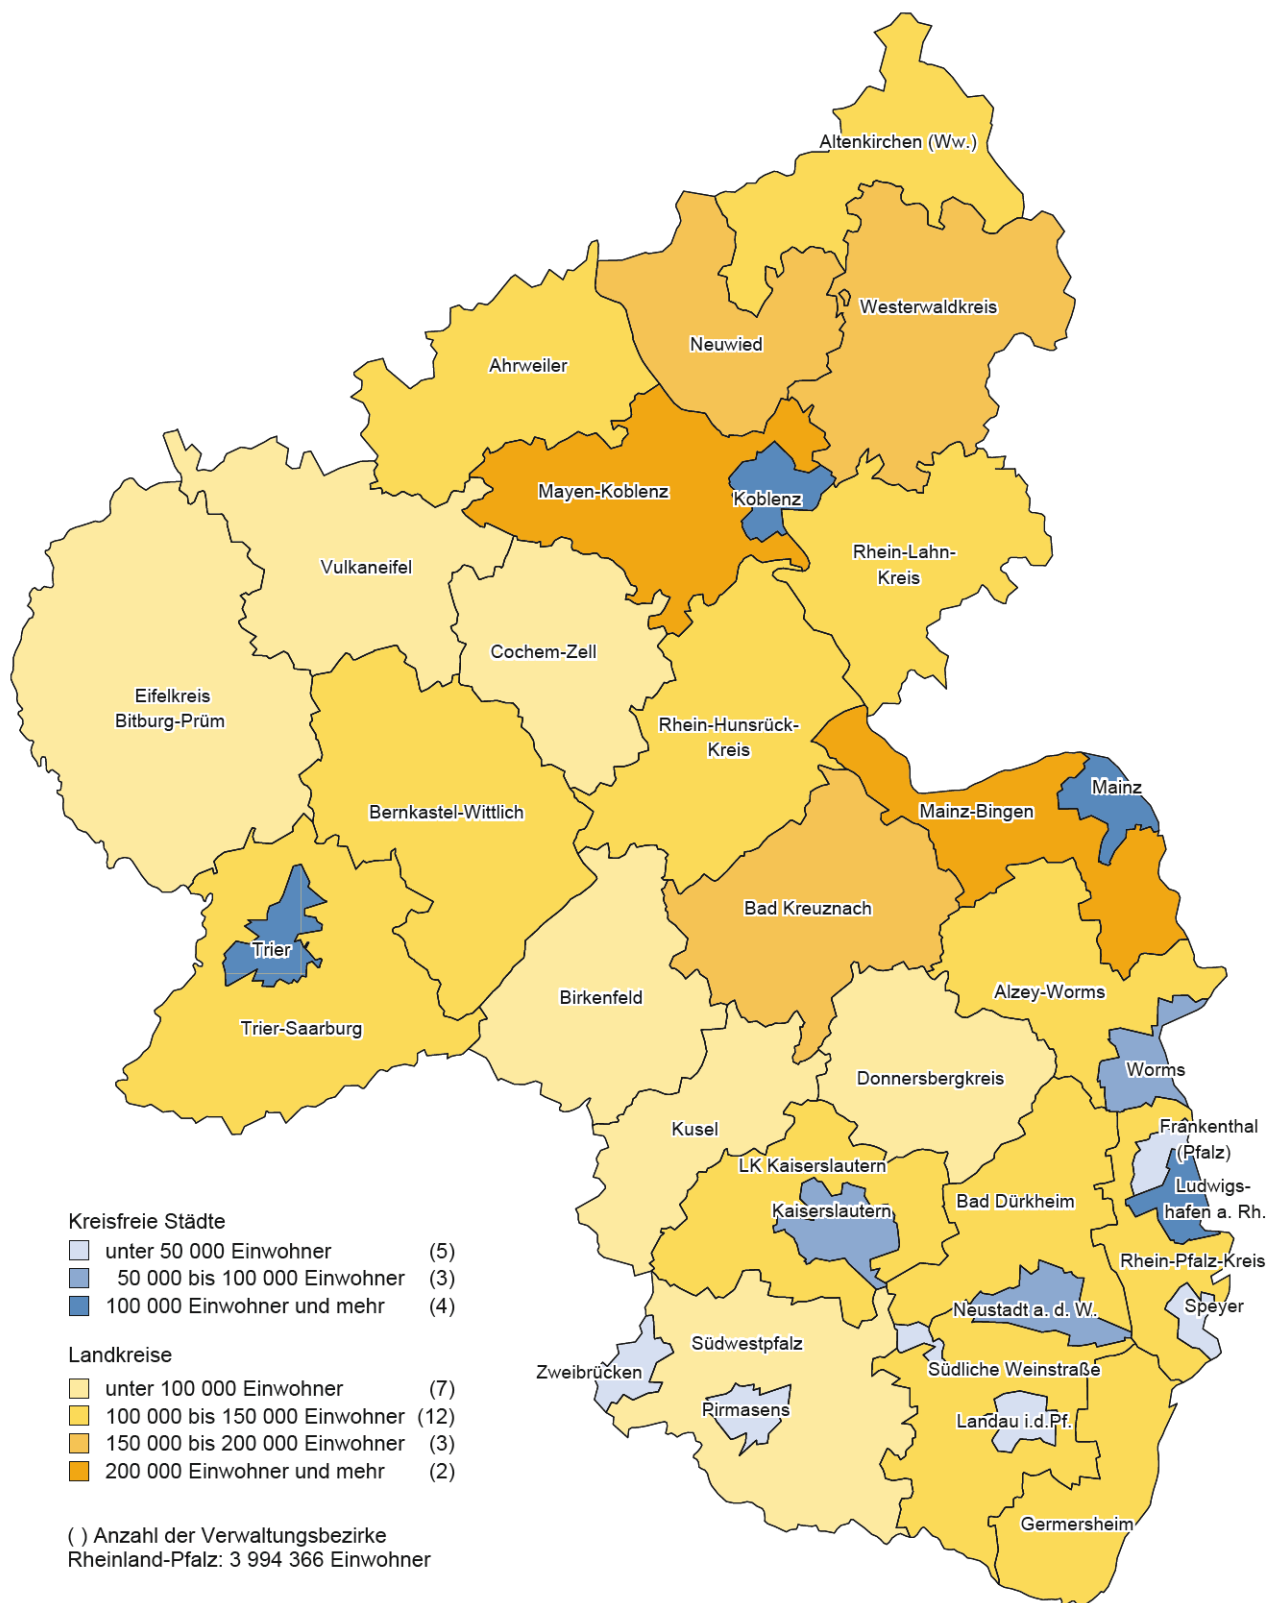 Altenkirchen (Ww.)
Westerwaldkreis
Neuwied
Ahrweiler
Mayen-Koblenz
Koblenz
Rhein-Lahn-
Kreis
Vulkaneifel
Cochem-Zell
Eifelkreis
Bitburg-Prüm
Rhein-Hunsrück-
Kreis
Mainz
Mainz-Bingen
Bernkastel-Wittlich
Bad Kreuznach
Trier
Birkenfeld
Alzey-Worms
Trier-Saarburg
Worms
Donnersbergkreis
Kusel
Frankenthal
(Pfalz)
LK Kaiserslautern
Ludwigs-
hafen a. Rh.
Bad Dürkheim
Kaiserslautern
Rhein-Pfalz-Kreis
Neustadt a. d. W.
Speyer
Südwestpfalz
Zweibrücken
Südliche Weinstraße
Pirmasens
Landau i.d.Pf.
Germersheim
Kreisfreie Städte
unter 50 000 Einwohner (5)
50 000 bis 100 000 Einwohner (3)
100 000 Einwohner und mehr (4)
Landkreise
unter 100 000 Einwohner (7)
100 000 bis 150 000 Einwohner (12)
150 000 bis 200 000 Einwohner (3)
200 000 Einwohner und mehr (2)
( ) Anzahl der Verwaltungsbezirke
Rheinland-Pfalz: 3 994 366 Einwohner